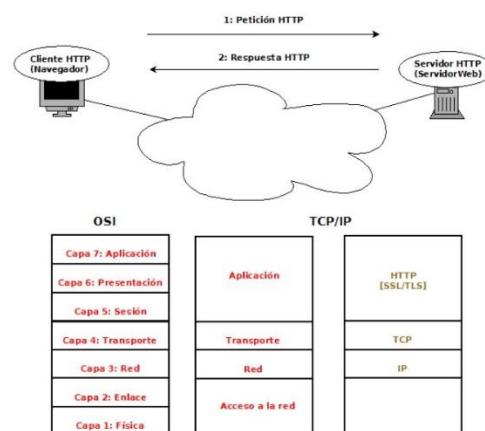 1: Petición HTTP
Cliente HTTP
(Navegador)
2: Respuesta HTTP
Servidor HTTP
(ServidorWeb)
OSI
TCP/IP
Capa 7: Aplicación
Capa 6: Presentación
Capa 5: Sesión
Capa 4: Transporte
Capa 3: Red
Capa 2: Enlace
Capa 1: Física
Aplicación
Transporte
Red
Acceso a la red
HTTP
[SSL/TLS]
TCP
IP